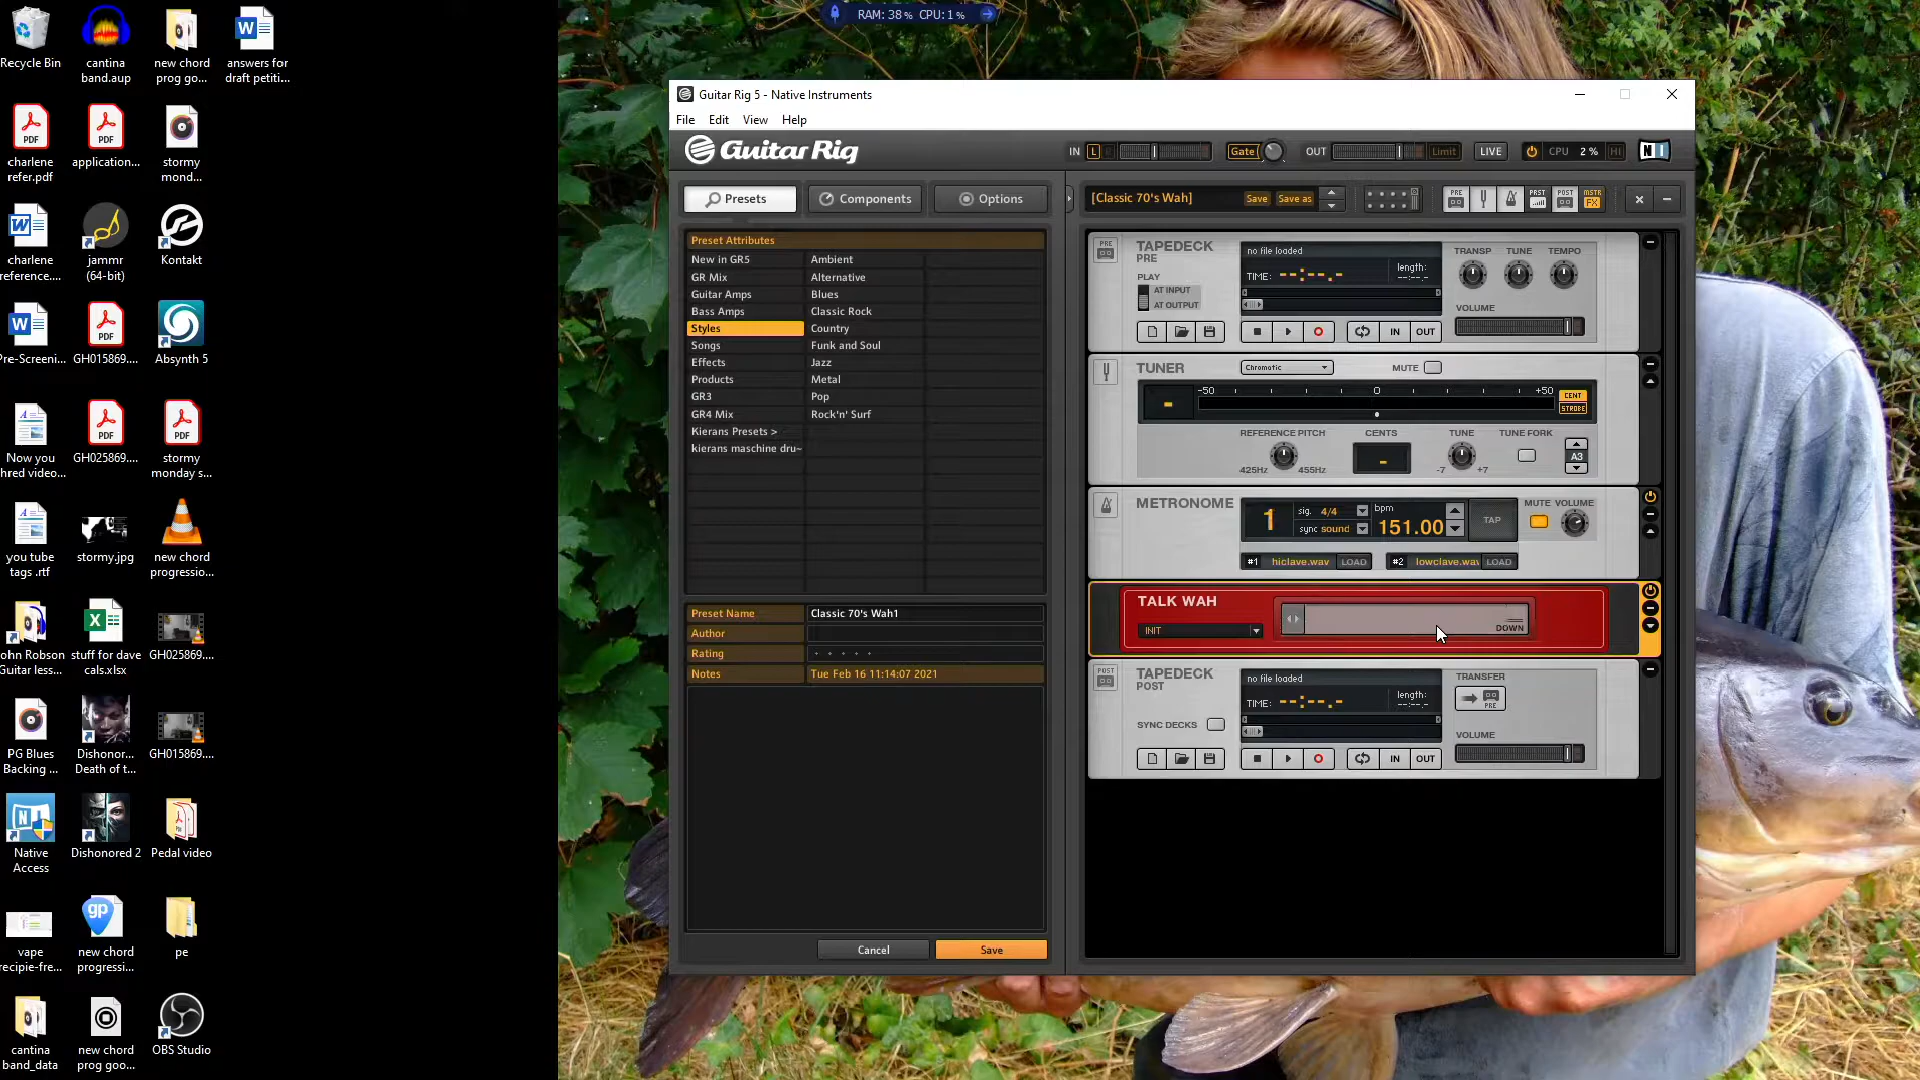 RAM: 38 % CPU: 1 %
Recycle Bin
cantina
band.aup
new chord
prog go...
answers for
draft petiti...
charlene
refer.pdf
application...
stormy
mond...
charlene
reference....
jammr
(64-bit)
Kontakt
Pre-Screeni...
GH015869....
Absynth 5
Now you
hred video...
GH025869....
stormy
monday s...
you tube
tags .rtf
stormy.jpg
new chord
progressio...
ohn Robson
Guitar less...
stuff for dave
cals.xlsx
GH025869....
PG Blues
Backing ...
Dishonor...
Death of t...
GH015869....
Native
Access
Dishonored 2
Pedal video
vape
recipie-fre...
new chord
progressi...
pe
cantina
band_data
new chord
prog goo...
OBS Studio
Guitar Rig 5 - Native Instruments
File Edit View Help
Guitar Rig
IN L R Gate OUT Limit LIVE CPU 2 % HI
Presets Components Options
[Classic 70's Wah] Save Save as
PRE PRST POST MSTR FX
Preset Attributes
New in GR5 Ambient
GR Mix Alternative
Guitar Amps Blues
Bass Amps Classic Rock
Styles Country
Songs Funk and Soul
Effects Jazz
Products Metal
GR3 Pop
GR4 Mix Rock'n' Surf
Kierans Presets >
kierans maschine dru~
Preset Name Classic 70's Wah1
Author
Rating
Notes Tue Feb 16 11:14:07 2021
Cancel Save
PRE
TAPEDECK
PRE
PLAY
AT INPUT
AT OUTPUT
no file loaded
TIME: --:--.- length:
--:--.-
TRANSP TUNE TEMPO
VOLUME
IN OUT
TUNER Chromatic MUTE
-50 0 +50
CENT
STROBE
REFERENCE PITCH CENTS TUNE TUNE FORK
425Hz 455Hz - -7 +7 A3
METRONOME
1 sig. 4/4 bpm
sync sound 151.00 TAP
MUTE VOLUME
#1 hiclave.wav LOAD #2 lowclave.wav LOAD
TALK WAH
INIT
DOWN
POST
TAPEDECK
POST
no file loaded
TIME: --:--.- length:
--:--.-
TRANSFER
PRE
SYNC DECKS
VOLUME
IN OUT